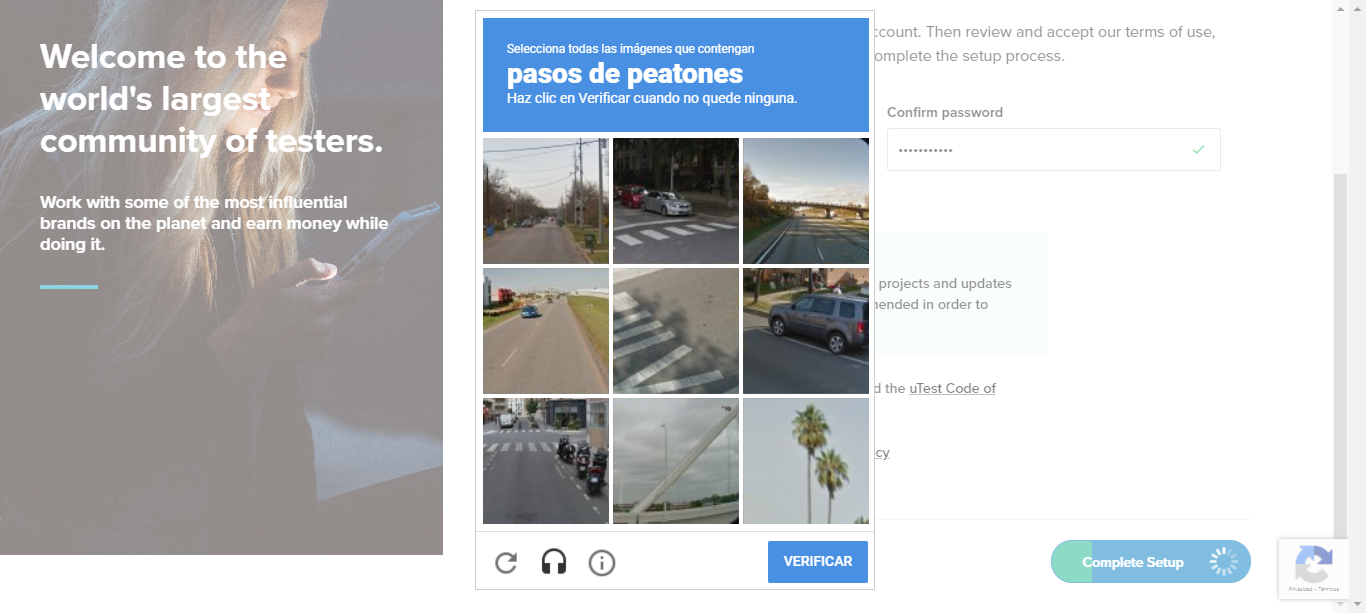 Welcome to the
world's largest
community of testers.
Work with some of the most influential
brands on the planet and earn money while
doing it.
Selecciona todas las imágenes que contengan
pasos de peatones
Haz clic en Verificar cuando no quede ninguna.
VERIFICAR
ccount. Then review and accept our terms of use,
omplete the setup process.
Confirm password
•••••••••••
projects and updates
ended in order to
d the uTest Code of
cy
Complete Setup
Privacidad - Términos